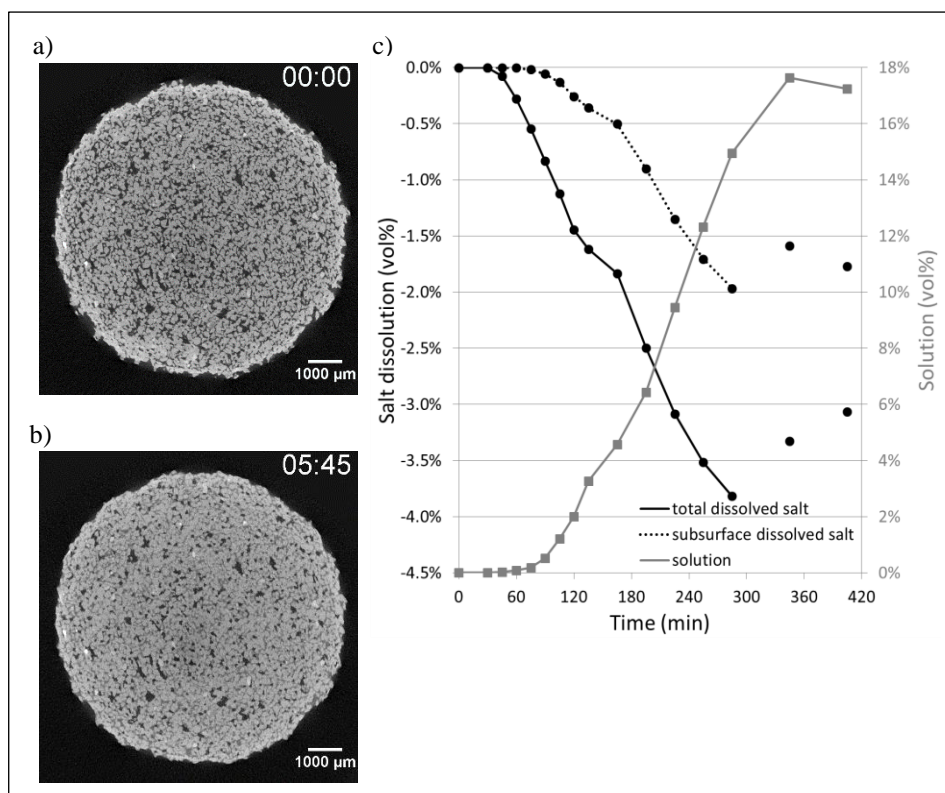 a)
00:00
1000 µm
b)
05:45
1000 µm
c)
Salt dissolution (vol%)
0.0%
-0.5%
-1.0%
-1.5%
-2.0%
-2.5%
-3.0%
-3.5%
-4.0%
-4.5%
18%
16%
14%
12%
10%
8%
6%
4%
2%
0%
Solution (vol%)
total dissolved salt
subsurface dissolved salt
solution
0 60 120 180 240 300 360 420
Time (min)